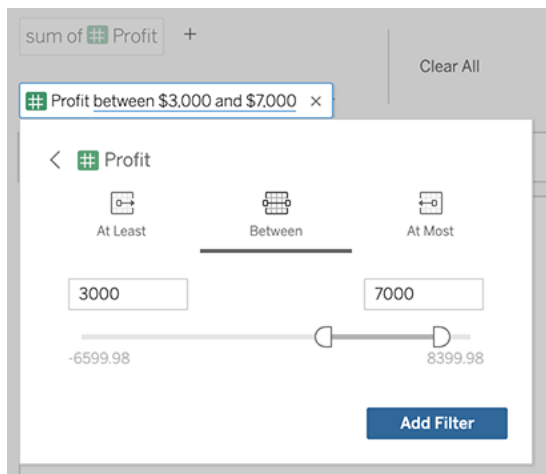 sum of Profit +
Clear All
Profit between $3,000 and $7,000 ×
Profit
At Least Between At Most
3000 7000
-6599.98 8399.98
Add Filter